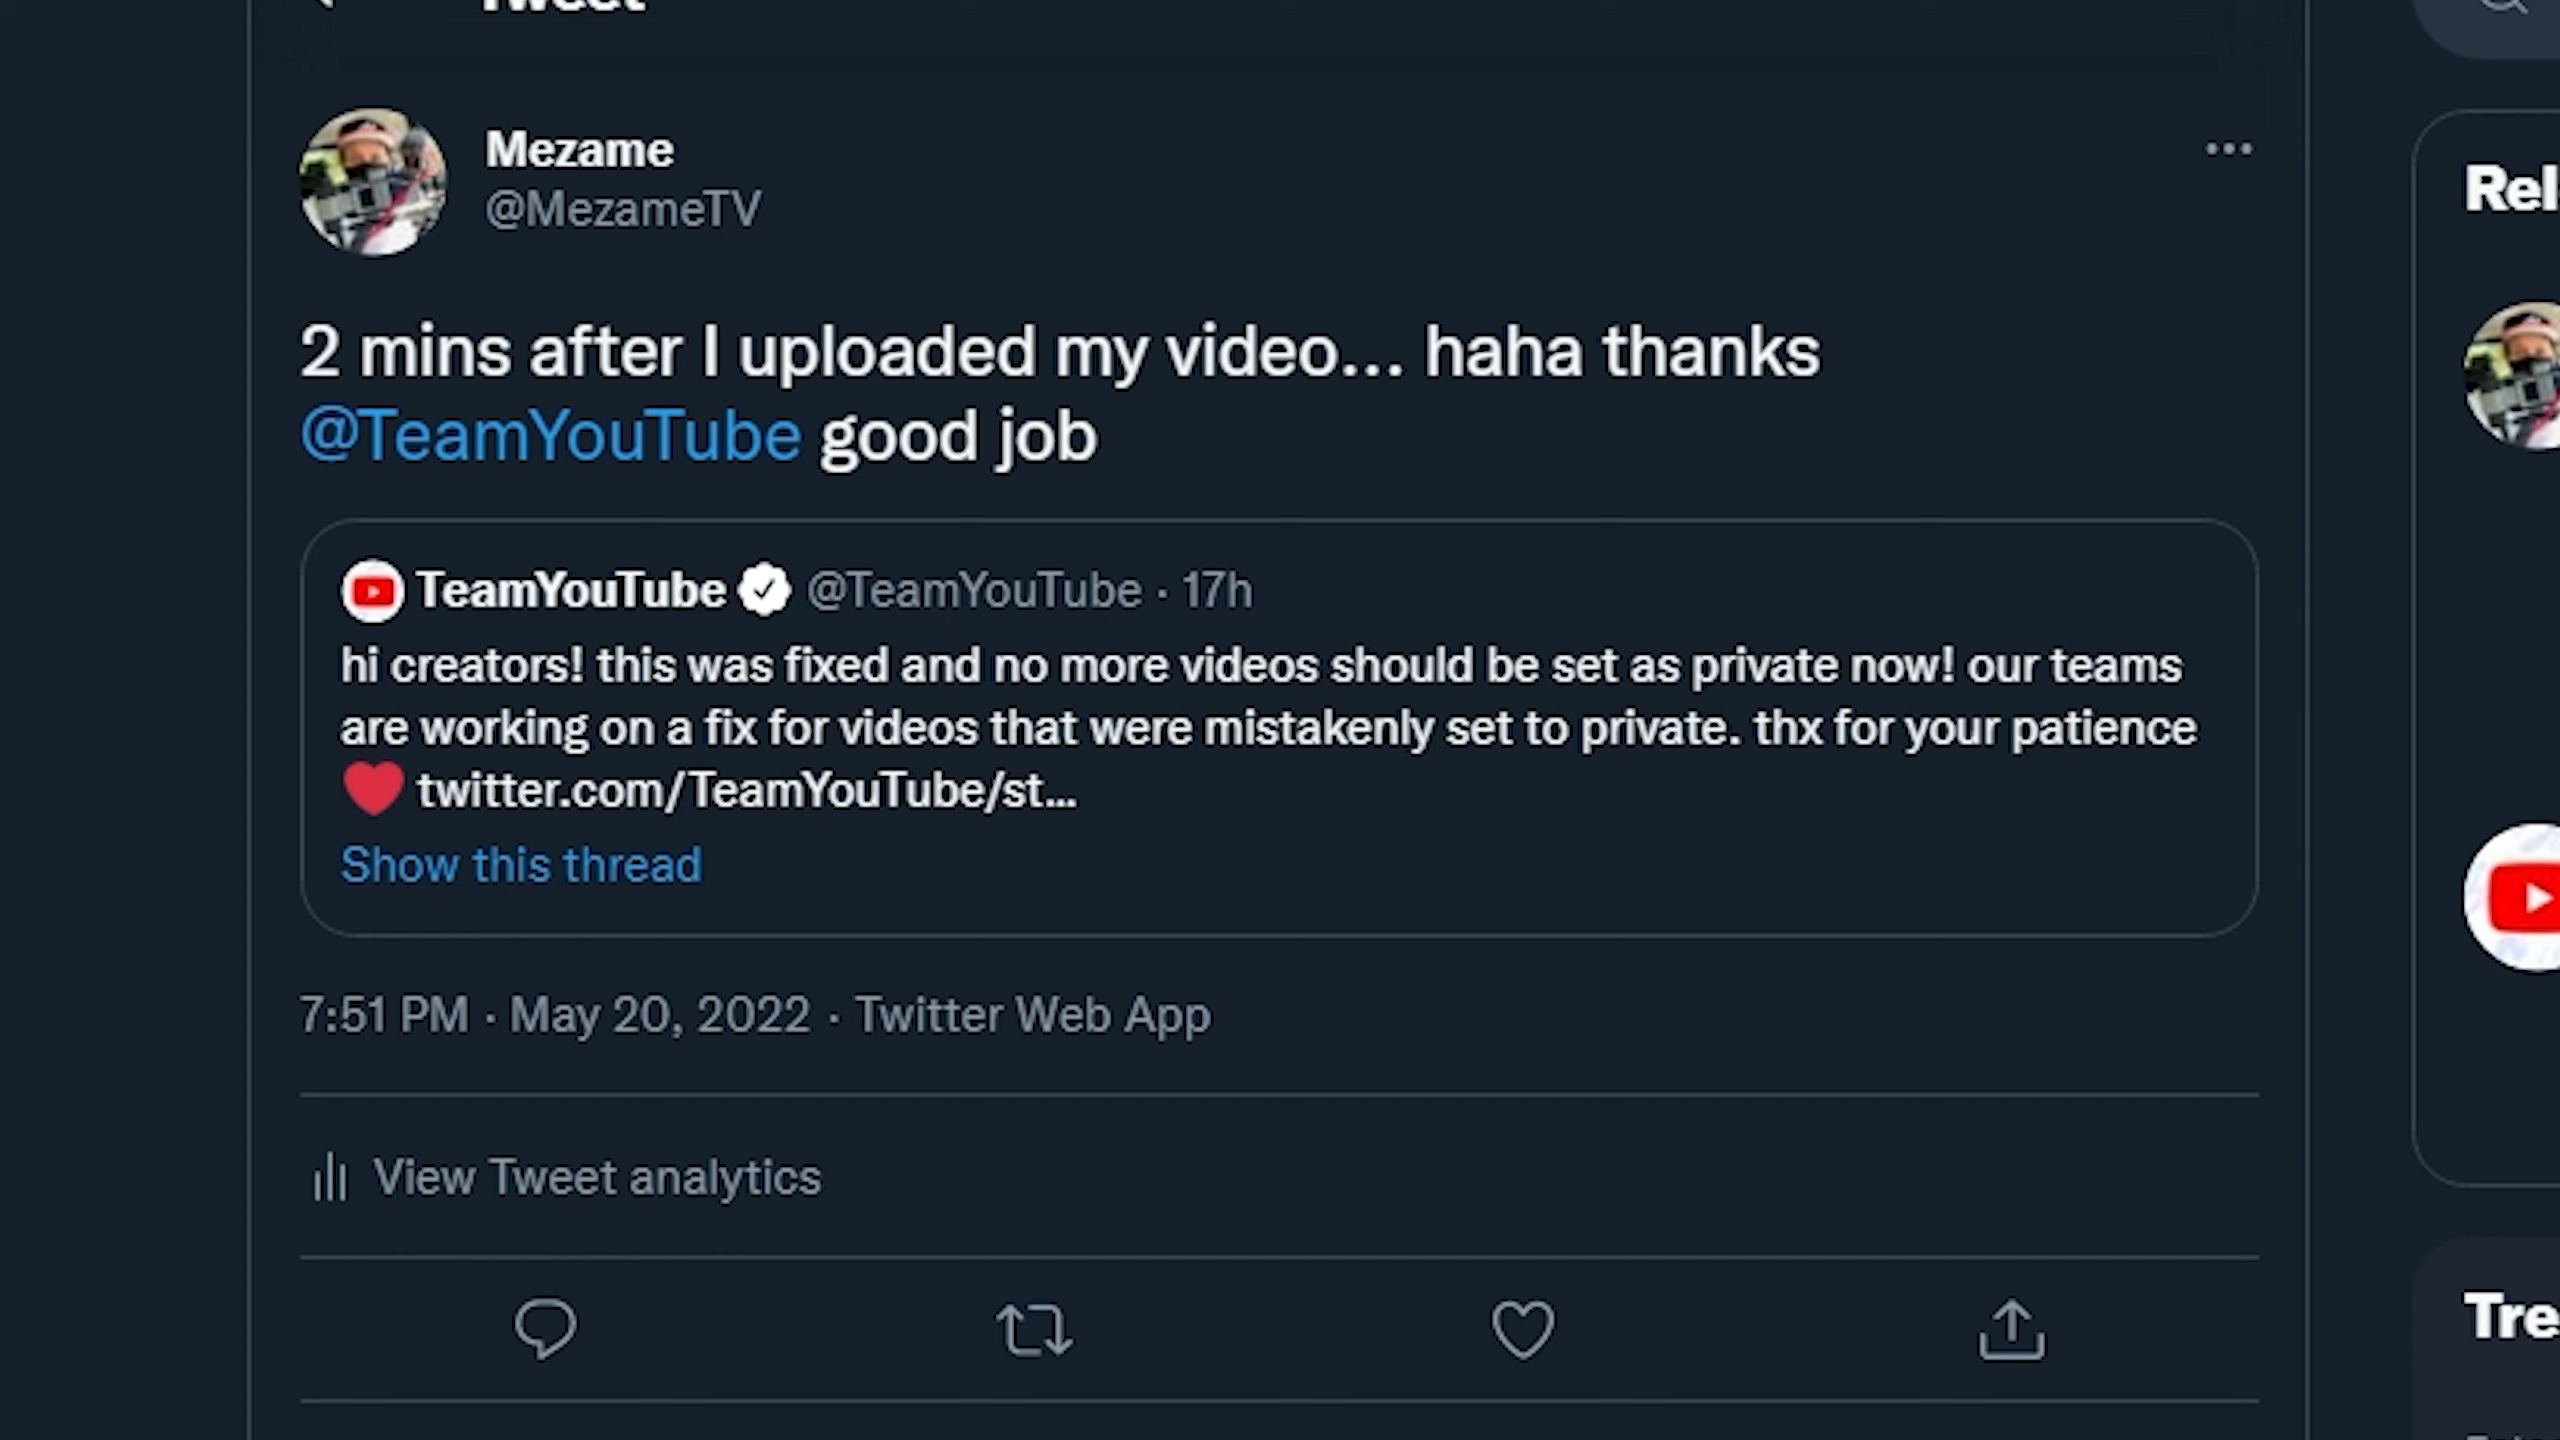 Tweet
Mezame
@MezameTV
2 mins after I uploaded my video... haha thanks
@TeamYouTube good job
TeamYouTube @TeamYouTube · 17h
hi creators! this was fixed and no more videos should be set as private now! our teams
are working on a fix for videos that were mistakenly set to private. thx for your patience
❤️ twitter.com/TeamYouTube/st...
Show this thread
7:51 PM · May 20, 2022 · Twitter Web App
View Tweet analytics
Rel
Tre